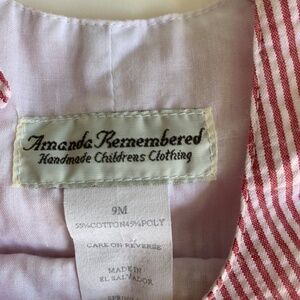 Amanda Remembered
Handmade Childrens Clothing
9M
55%COTTON45%POLY
CARE ON REVERSE
MADE IN
EL SALVADOR